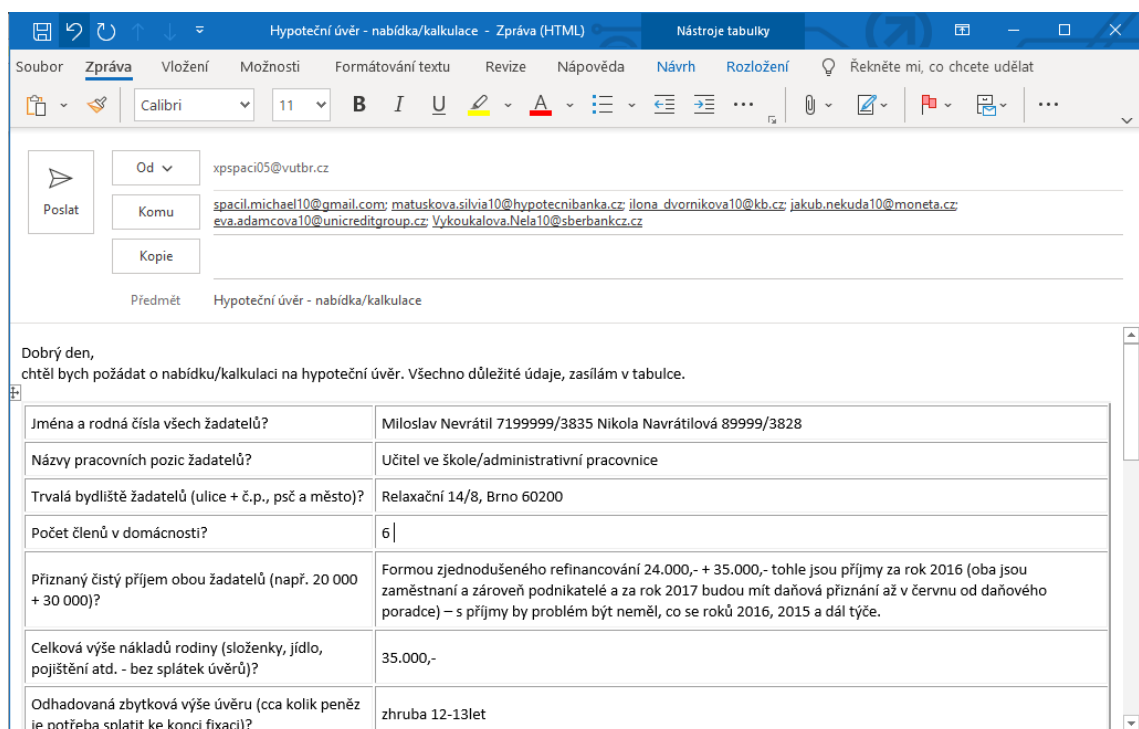 Hypoteční úvěr - nabídka/kalkulace - Zpráva (HTML)
Nástroje tabulky
Soubor Zpráva Vložení Možnosti Formátování textu Revize Nápověda Návrh Rozložení Řekněte mi, co chcete udělat
Calibri 11 B I U A
Od xpspaci05@vutbr.cz
Poslat
Komu spacil.michael10@gmail.com; matuskova.silvia10@hypotecnibanka.cz; ilona_dvornikova10@kb.cz; jakub.nekuda10@moneta.cz;
eva.adamcova10@unicreditgroup.cz; Vykoukalova.Nela10@sberbankcz.cz
Kopie
Předmět Hypoteční úvěr - nabídka/kalkulace
Dobrý den,
chtěl bych požádat o nabídku/kalkulaci na hypoteční úvěr. Všechno důležité údaje, zasílám v tabulce.
Jména a rodná čísla všech žadatelů? Miloslav Nevrátil 7199999/3835 Nikola Navrátilová 89999/3828
Názvy pracovních pozic žadatelů? Učitel ve škole/administrativní pracovnice
Trvalá bydliště žadatelů (ulice + č.p., psč a město)? Relaxační 14/8, Brno 60200
Počet členů v domácnosti? 6
Přiznaný čistý příjem obou žadatelů (např. 20 000
+ 30 000)?
Formou zjednodušeného refinancování 24.000,- + 35.000,- tohle jsou příjmy za rok 2016 (oba jsou
zaměstnaní a zároveň podnikatelé a za rok 2017 budou mít daňová přiznání až v červnu od daňového
poradce) – s příjmy by problém být neměl, co se roků 2016, 2015 a dál týče.
Celková výše nákladů rodiny (složenky, jídlo,
pojištění atd. - bez splátek úvěrů)?
35.000,-
Odhadovaná zbytková výše úvěru (cca kolik peněz
je potřeba splatit ke konci fixaci)?
zhruba 12-13let